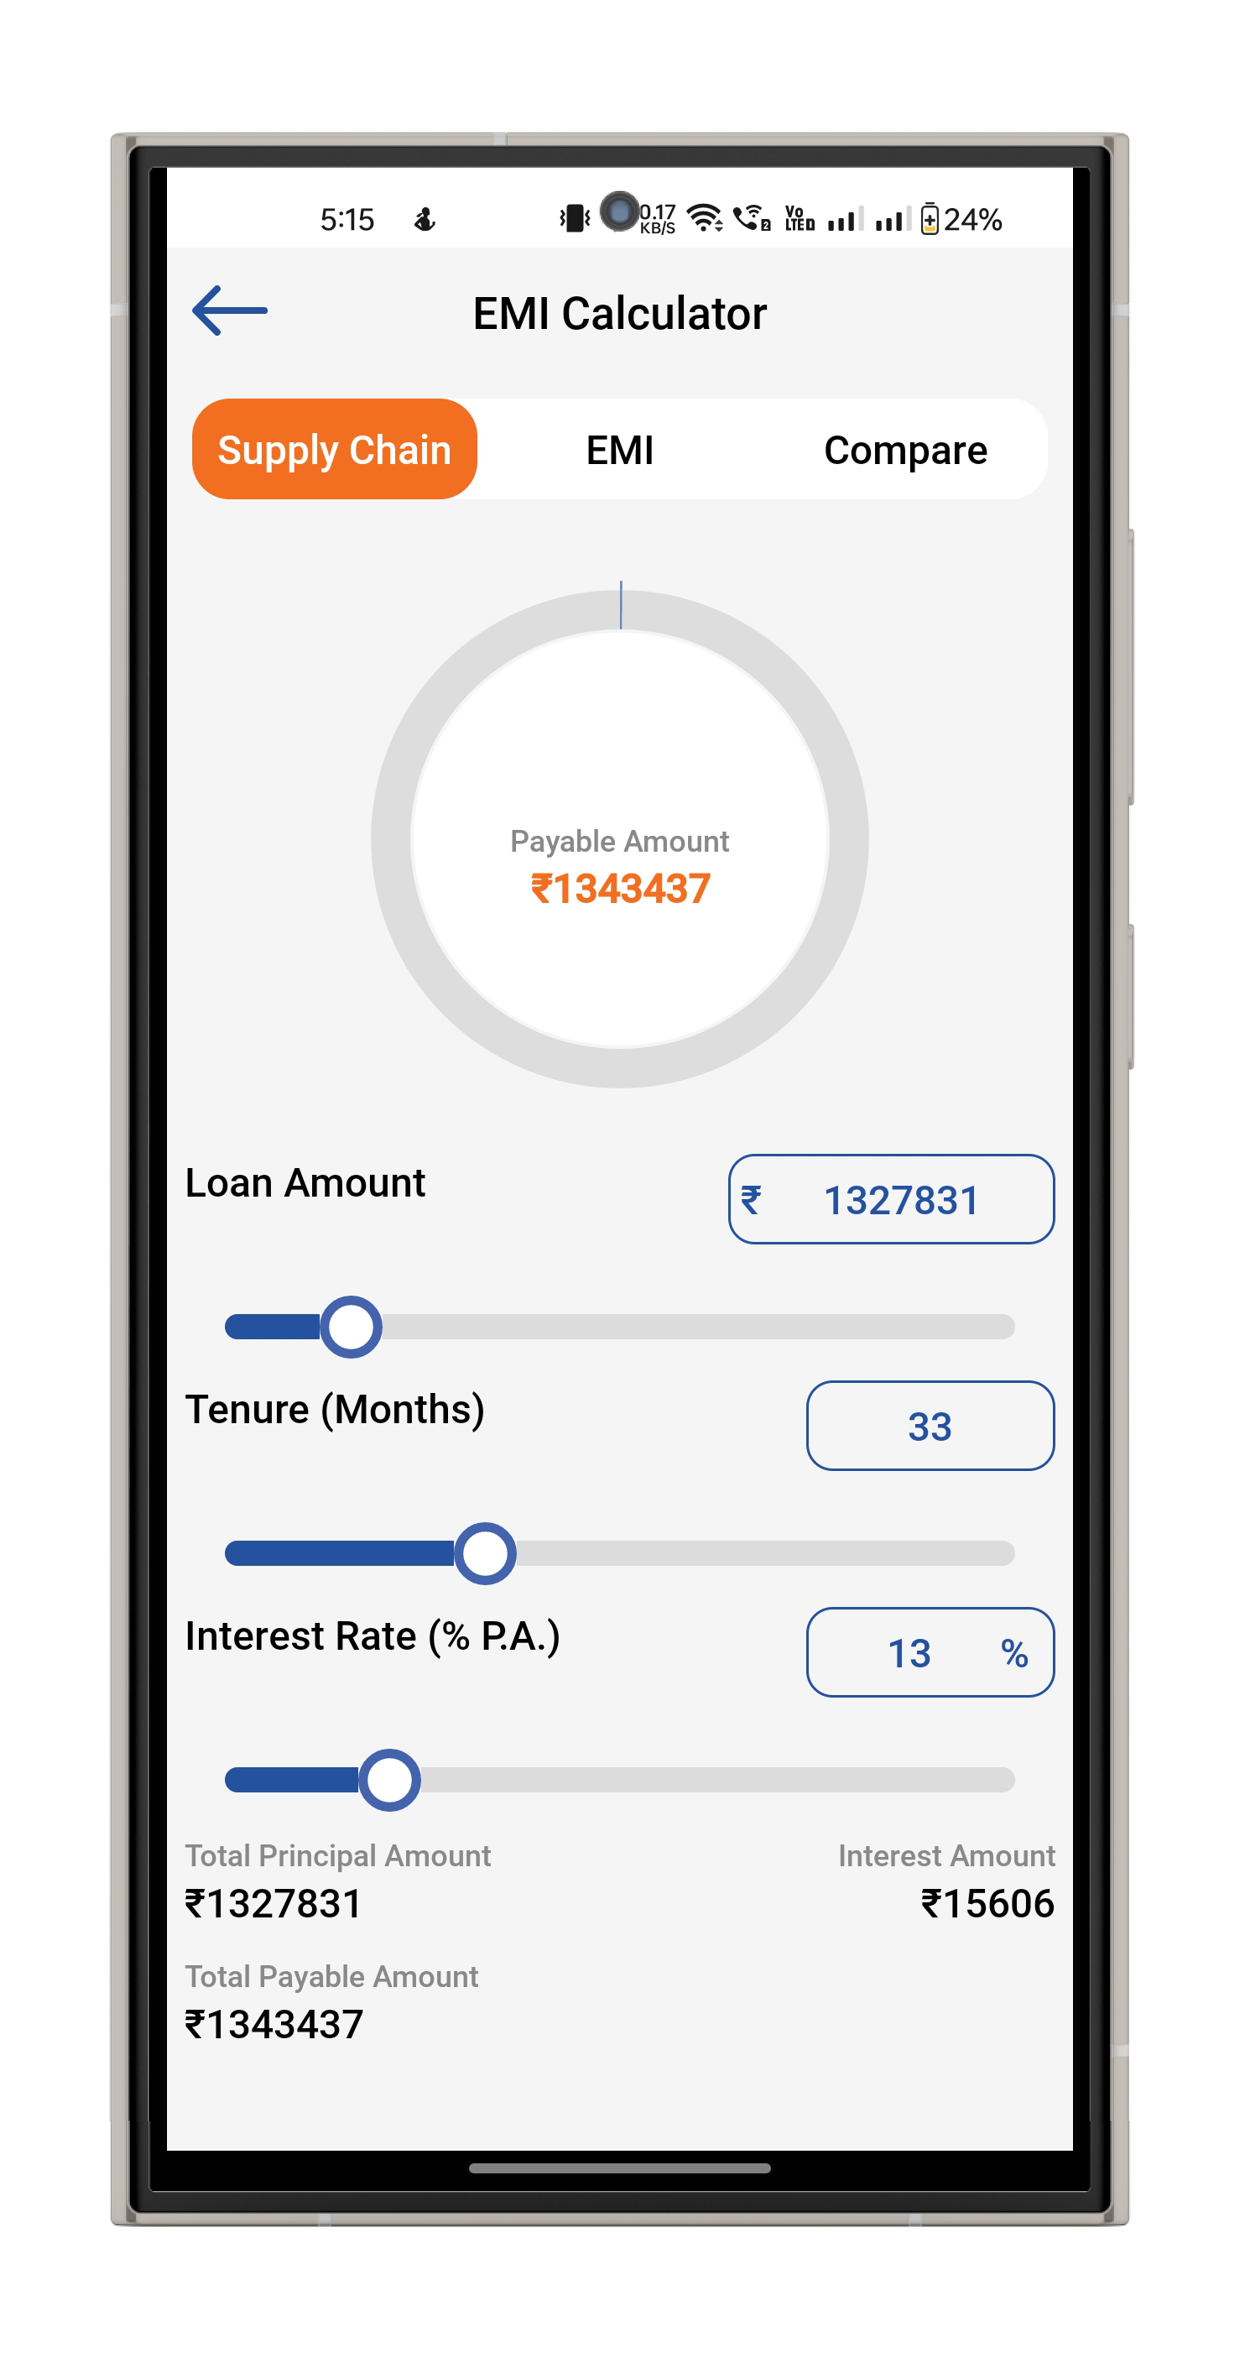 5:15 0.17 KB/S Vo LTE 24%
EMI Calculator
Supply Chain EMI Compare
Payable Amount
₹1343437
Loan Amount ₹ 1327831
Tenure (Months) 33
Interest Rate (% P.A.) 13 %
Total Principal Amount Interest Amount
₹1327831 ₹15606
Total Payable Amount
₹1343437